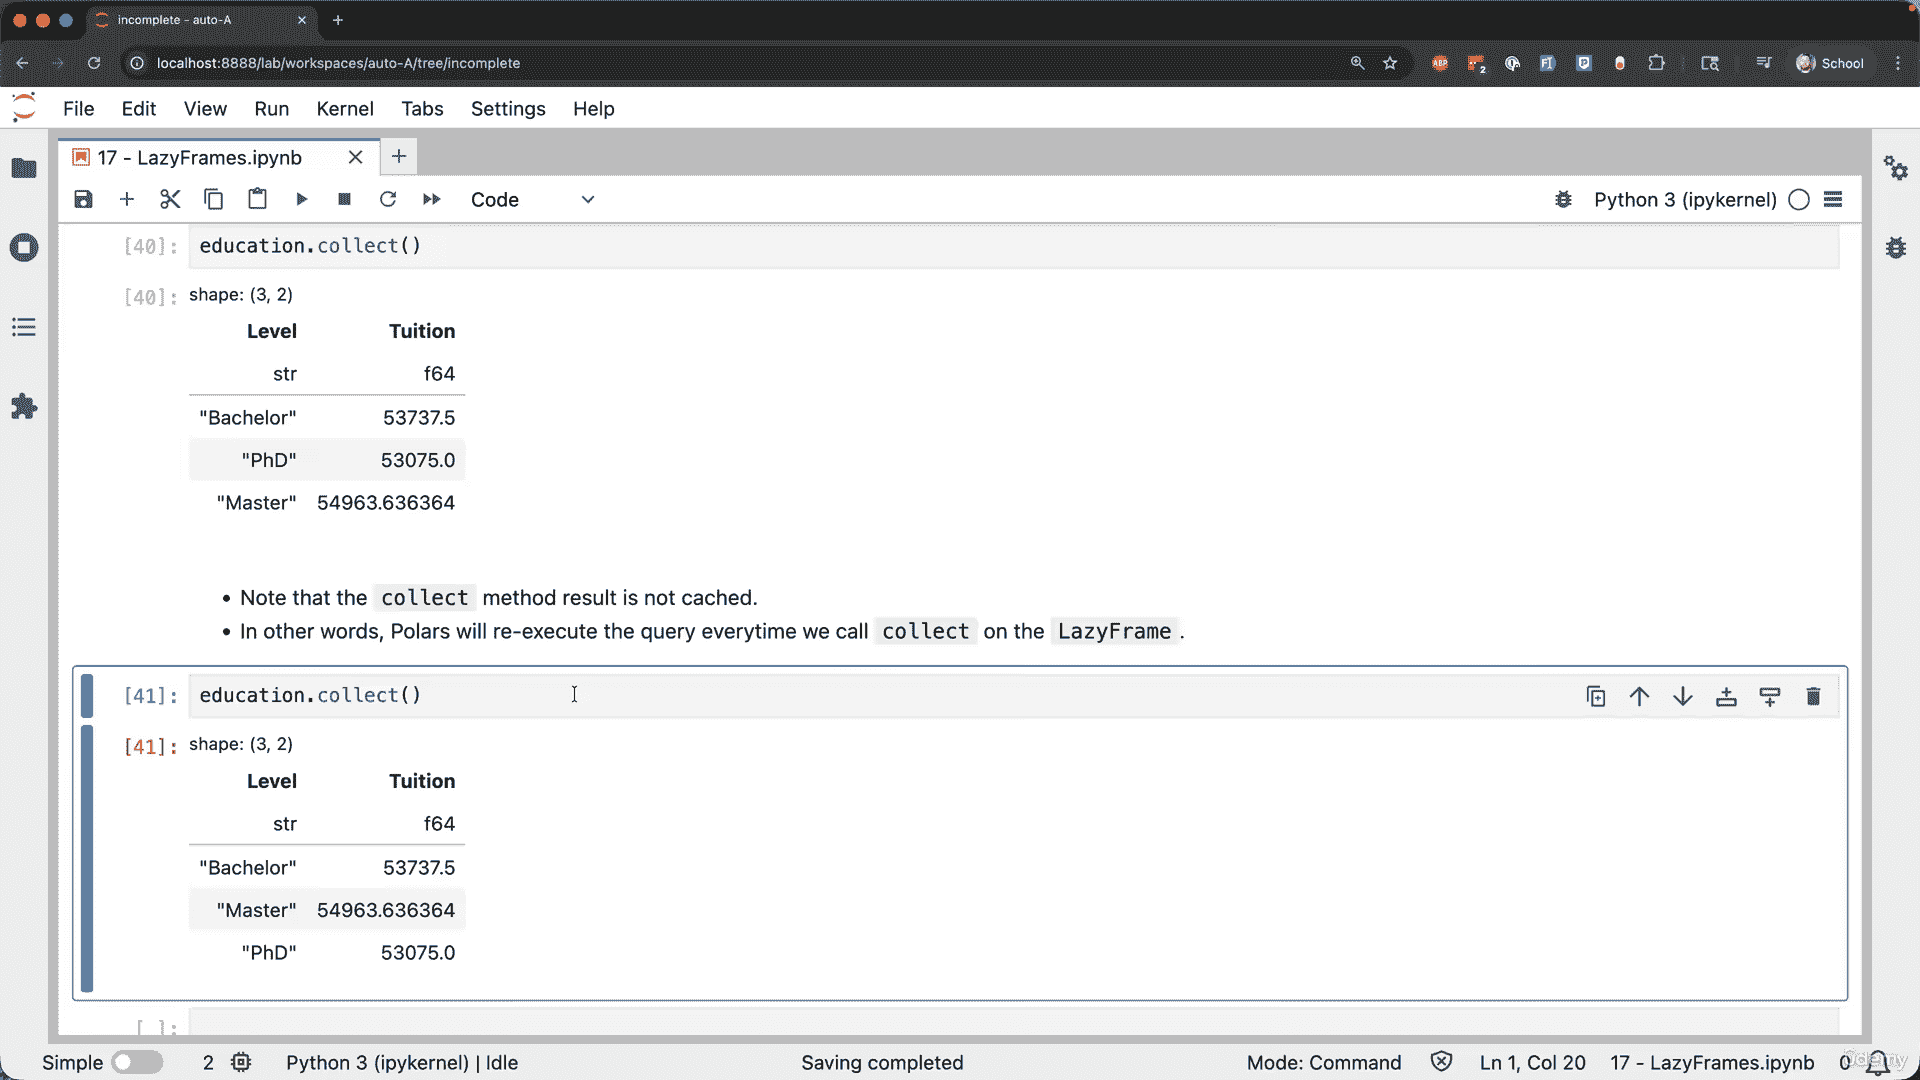 incomplete - auto-A
localhost:8888/lab/workspaces/auto-A/tree/incomplete
ABP
2
School
File Edit View Run Kernel Tabs Settings Help
17 - LazyFrames.ipynb
Code
Python 3 (ipykernel)
[40]: education.collect()
[40]: shape: (3, 2)
Level Tuition
str f64
"Bachelor" 53737.5
"PhD" 53075.0
"Master" 54963.636364
• Note that the collect method result is not cached.
• In other words, Polars will re-execute the query everytime we call collect on the LazyFrame.
[41]: education.collect()
[41]: shape: (3, 2)
Level Tuition
str f64
"Bachelor" 53737.5
"Master" 54963.636364
"PhD" 53075.0
[ ]:
Simple 2 Python 3 (ipykernel) | Idle Saving completed Mode: Command Ln 1, Col 20 17 - LazyFrames.ipynb 0
udemy